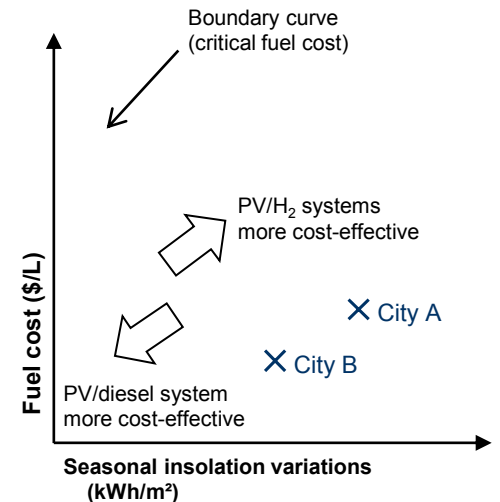 Boundary curve
(critical fuel cost)
PV/H₂ systems
more cost-effective
Fuel cost ($/L)
City A
City B
PV/diesel system
more cost-effective
Seasonal insolation variations
(kWh/m²)